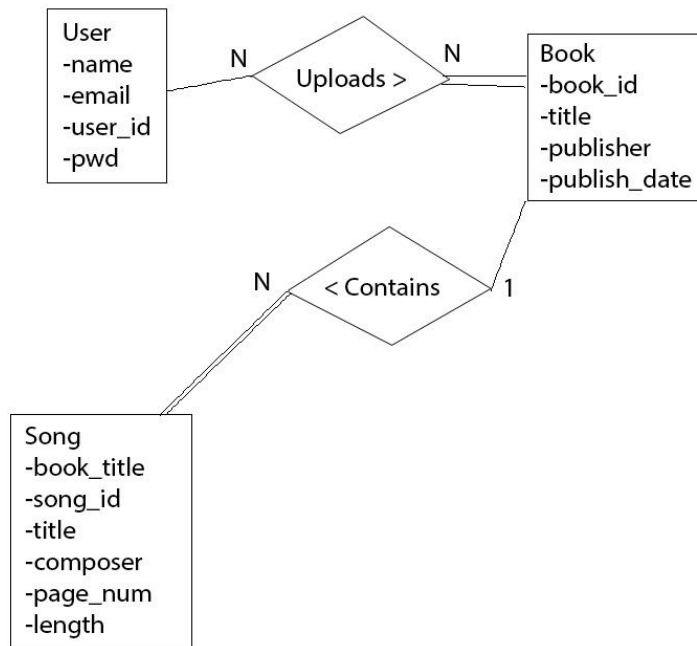 User
-name
-email
-user_id
-pwd
N
Uploads >
N
Book
-book_id
-title
-publisher
-publish_date
N
< Contains
1
Song
-book_title
-song_id
-title
-composer
-page_num
-length